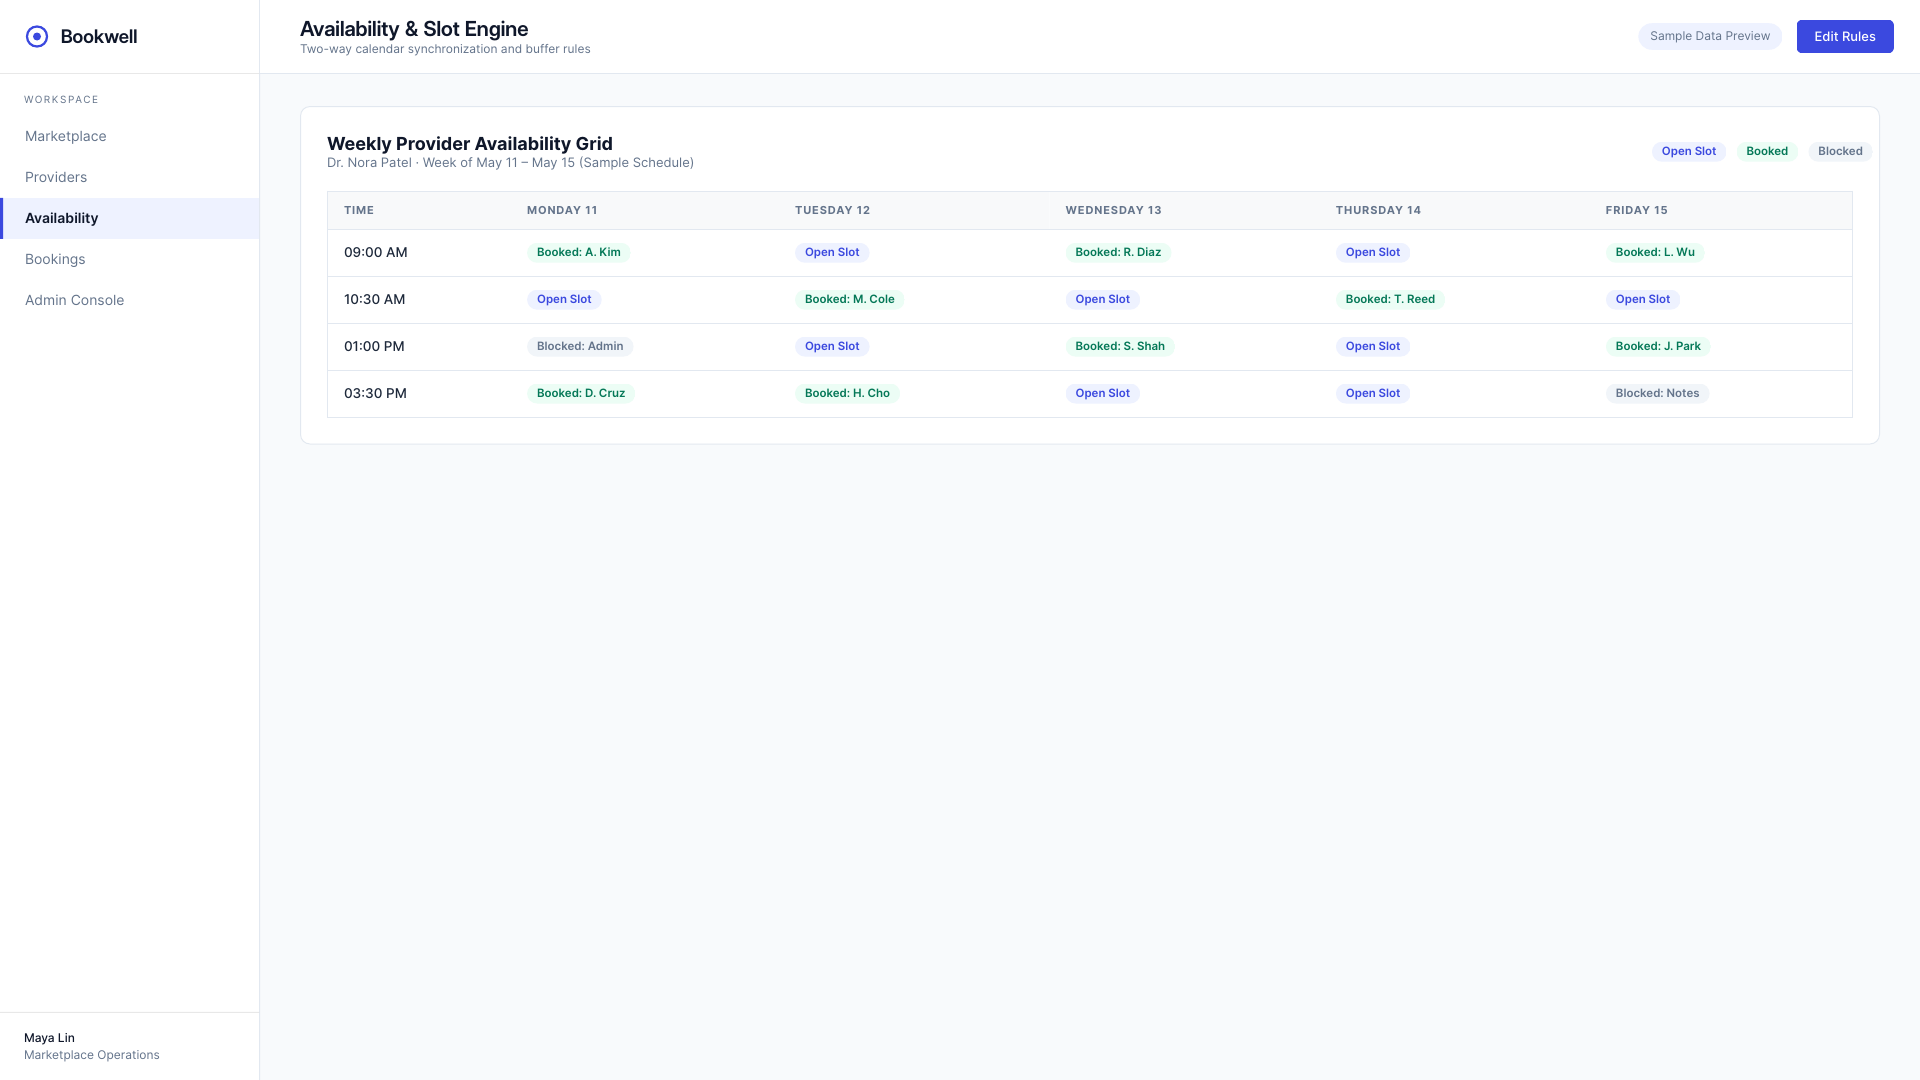 Bookwell
WORKSPACE
Marketplace
Providers
Availability
Bookings
Admin Console
Maya Lin
Marketplace Operations
Availability & Slot Engine
Two-way calendar synchronization and buffer rules
Sample Data Preview
Edit Rules
Weekly Provider Availability Grid
Dr. Nora Patel · Week of May 11 – May 15 (Sample Schedule)
Open Slot Booked Blocked
TIME MONDAY 11 TUESDAY 12 WEDNESDAY 13 THURSDAY 14 FRIDAY 15
09:00 AM Booked: A. Kim Open Slot Booked: R. Diaz Open Slot Booked: L. Wu
10:30 AM Open Slot Booked: M. Cole Open Slot Booked: T. Reed Open Slot
01:00 PM Blocked: Admin Open Slot Booked: S. Shah Open Slot Booked: J. Park
03:30 PM Booked: D. Cruz Booked: H. Cho Open Slot Open Slot Blocked: Notes